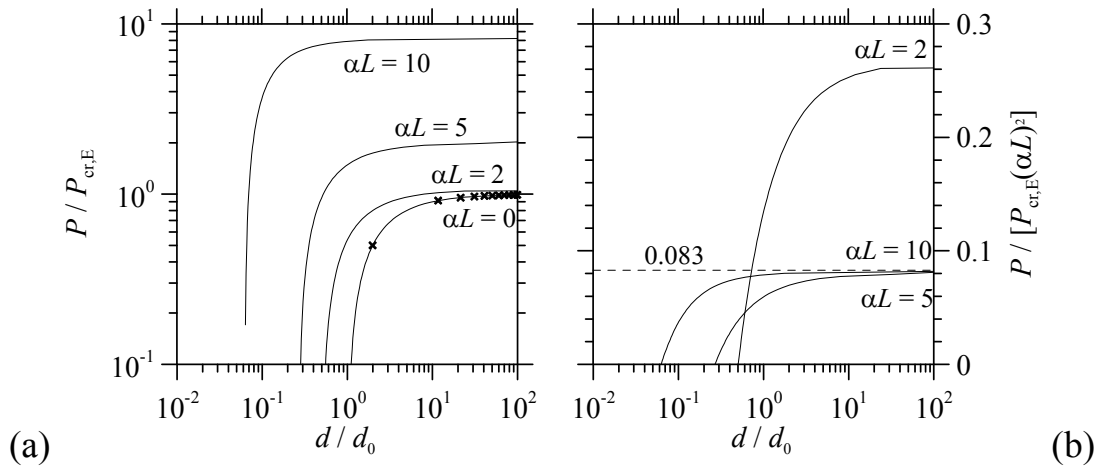 10¹
10⁰
10⁻¹
P / P_cr,E
αL = 10
αL = 5
αL = 2
αL = 0
10⁻² 10⁻¹ 10⁰ 10¹ 10²
d / d₀
(a)
αL = 2
0.083
αL = 10
αL = 5
0.3
0.2
0.1
0
P / [P_cr,E(αL)²]
10⁻² 10⁻¹ 10⁰ 10¹ 10²
d / d₀
(b)